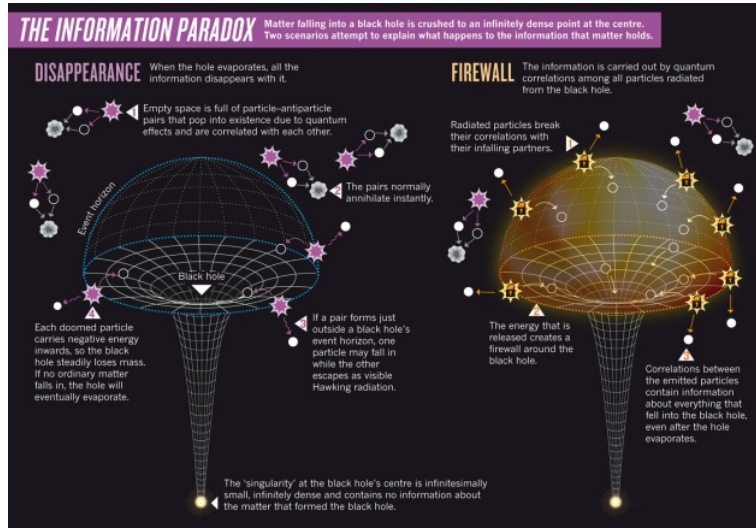 THE INFORMATION PARADOX
Matter falling into a black hole is crushed to an infinitely dense point at the centre.
Two scenarios attempt to explain what happens to the information that matter holds.
DISAPPEARANCE
When the hole evaporates, all the
information disappears with it.
1
Empty space is full of particle–antiparticle
pairs that pop into existence due to quantum
effects and are correlated with each other.
2
The pairs normally
annihilate instantly.
Event horizon
Black hole
3
If a pair forms just
outside a black hole's
event horizon, one
particle may fall in
while the other
escapes as visible
Hawking radiation.
4
Each doomed particle
carries negative energy
inwards, so the black
hole steadily loses mass.
If no ordinary matter
falls in, the hole will
eventually evaporate.
The 'singularity' at the black hole's centre is infinitesimally
small, infinitely dense and contains no information about
the matter that formed the black hole.
FIREWALL
The information is carried out by quantum
correlations among all particles radiated
from the black hole.
Radiated particles break
their correlations with
their infalling partners.
1
2
The energy that is
released creates a
firewall around the
black hole.
3
Correlations between
the emitted particles
contain information
about everything that
fell into the black hole,
even after the hole
evaporates.